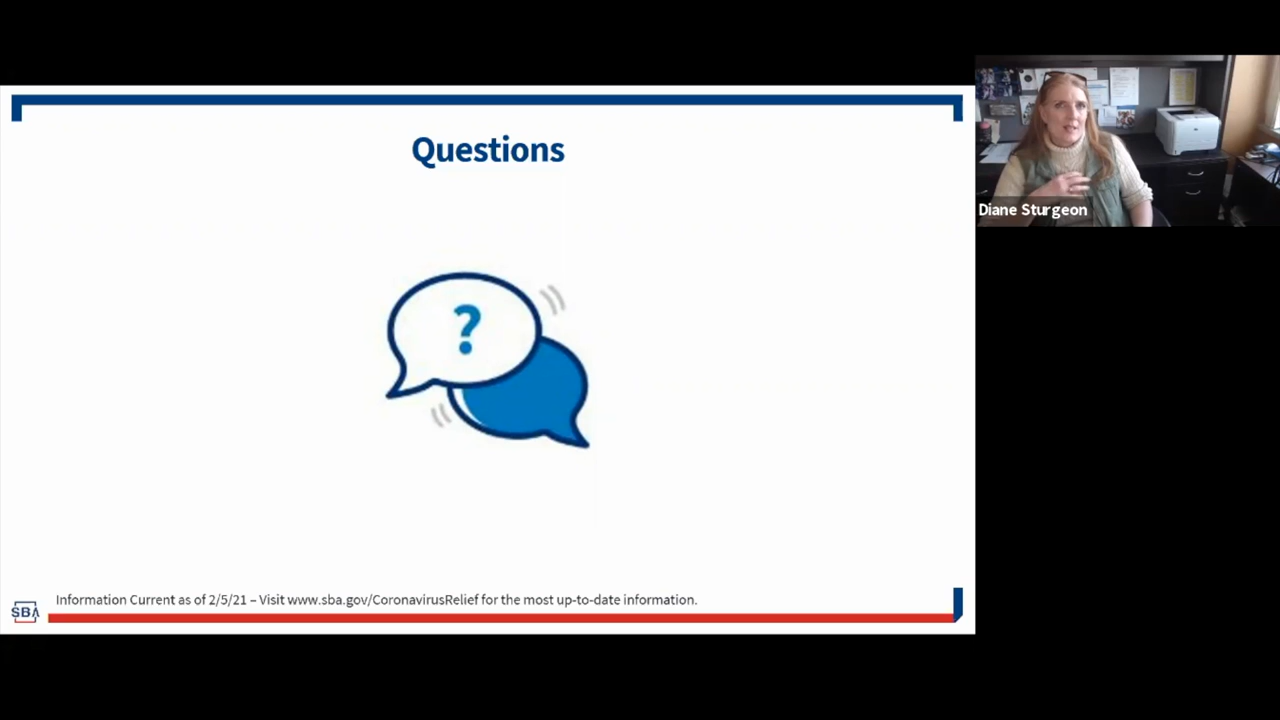 Questions
?
Diane Sturgeon
SBA
Information Current as of 2/5/21 – Visit www.sba.gov/CoronavirusRelief for the most up-to-date information.